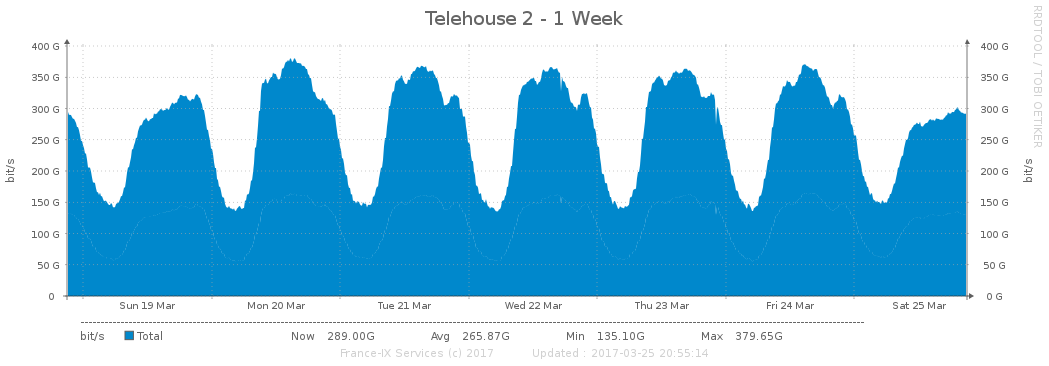 Telehouse 2 - 1 Week
RRDTOOL / TOBI OETIKER
400 G 400 G
350 G 350 G
300 G 300 G
250 G 250 G
200 G 200 G
150 G 150 G
100 G 100 G
50 G 50 G
0 0 G
bit/s bit/s
Sun 19 Mar Mon 20 Mar Tue 21 Mar Wed 22 Mar Thu 23 Mar Fri 24 Mar Sat 25 Mar
bit/s Total Now 289.00G Avg 265.87G Min 135.10G Max 379.65G
France-IX Services (c) 2017 Updated : 2017-03-25 20:55:14